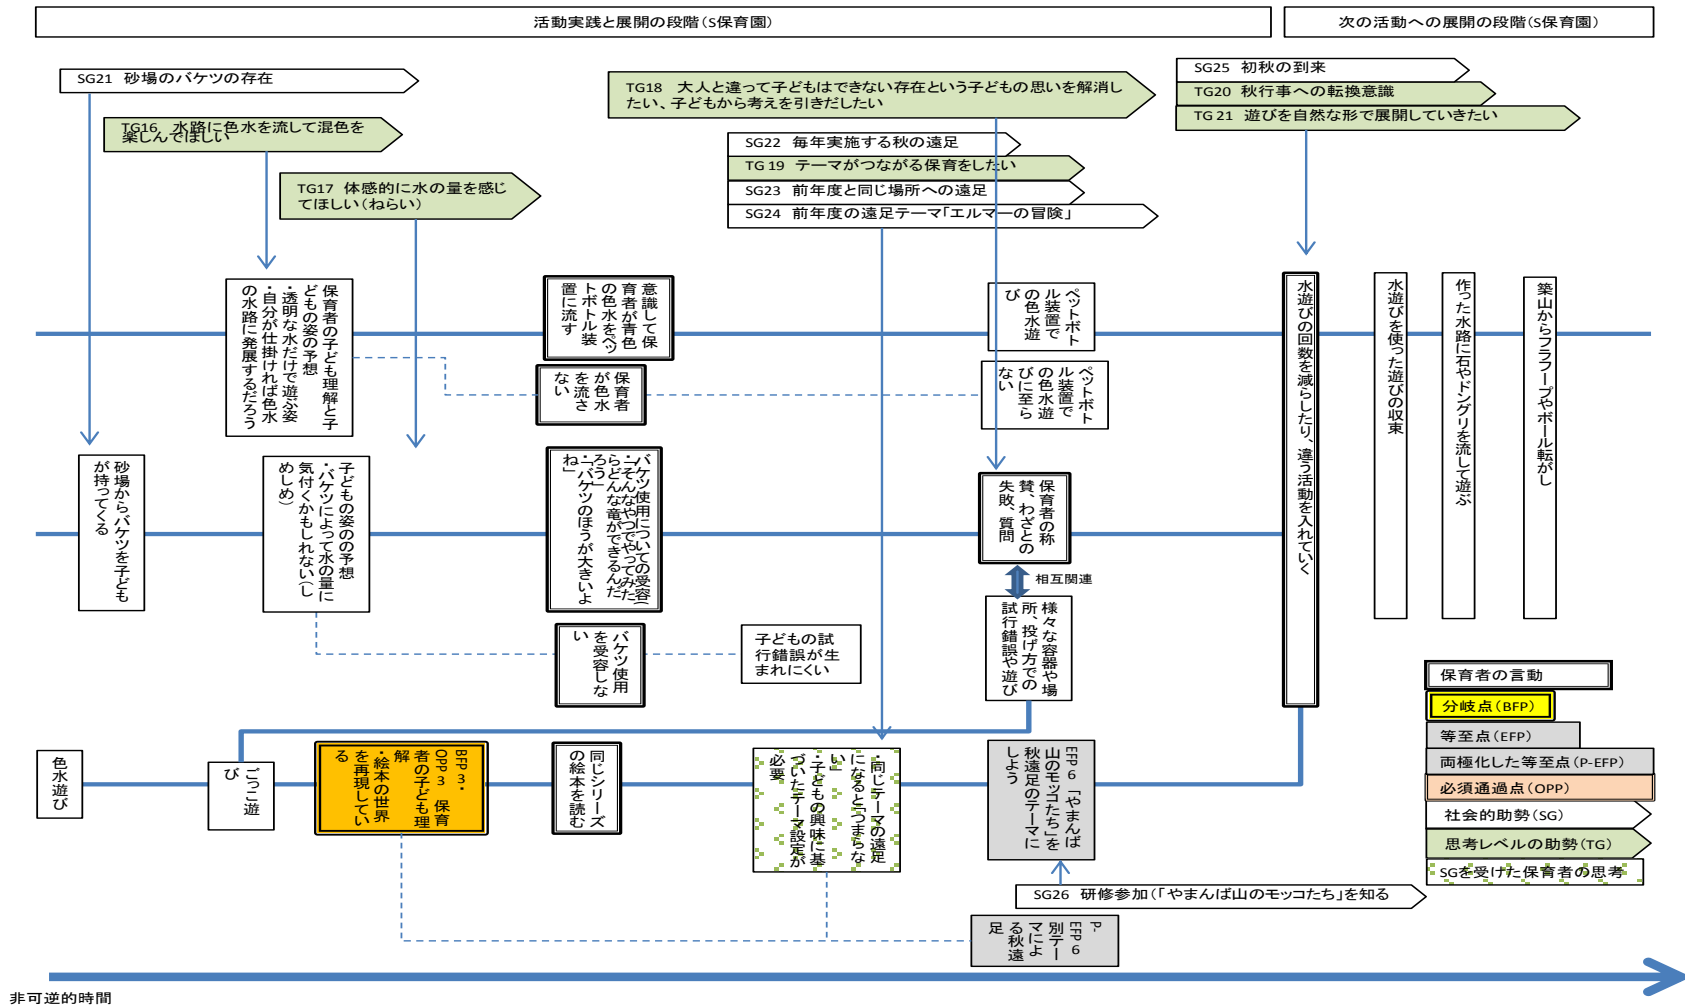 活動実践と展開の段階(S保育園)
次の活動への展開の段階(S保育園)
SG21 砂場のバケツの存在
TG16 水路に色水を流して混色を
楽しんでほしい
TG17 体感的に水の量を感じ
てほしい(ねらい)
TG18 大人と違って子どもはできない存在という子どもの思いを解消し
たい、子どもから考えを引きだしたい
SG22 毎年実施する秋の遠足
TG19 テーマがつながる保育をしたい
SG23 前年度と同じ場所への遠足
SG24 前年度の遠足テーマ「エルマーの冒険」
SG25 初秋の到来
TG20 秋行事への転換意識
TG21 遊びを自然な形で展開していきたい
保育者の子ども理解と子
どもの姿の予想
・透明な水だけで遊ぶ姿
・自分が仕掛ければ色水
の水路に発展するだろう
意識して保
育者が青色
の色水をペッ
トボトル装
置に流す
保育者
が色水
を流さ
ない
ペットボト
ル装置で
の色水遊
び
ペットボト
ル装置で
の色水遊
びに至ら
ない
砂場からバケツを子ども
が持ってくる
子どもの姿のの予想
・バケツによって水の量に
気付くかもしれない(し
めしめ)
バケツ使用についての受容(
・「そんなやつでやってみた
らどんな竜ができるんだ
ろう」
・「バケツのほうが大きいよ
ね」
バケツ使用
を受容しな
い
子どもの試
行錯誤が生
まれにくい
保育者の称
賛、わざとの
失敗、質問
相互関連
様々な容器や場
所、投げ方での
試行錯誤や遊び
水遊びの回数を減らしたり、違う活動を入れていく
水遊びを使った遊びの収束
作った水路に石やドングリを流して遊ぶ
築山からフラフープやボール転がし
色水遊び
ごっこ遊
び
BFP3・
OPP3 保育
者の子ども理
解
・絵本の世界
を再現してい
る
同じシリーズ
の絵本を読む
・同じテーマの遠足
になると「つまらな
い」
・子どもの興味に基
づいたテーマ設定が
必要
EFP6 「やまんば
山のモッコたち」を
秋遠足のテーマに
しよう
SG26 研修参加(「やまんば山のモッコたち」を知る
P-
EFP6
別テー
マによ
る秋遠
足
保育者の言動
分岐点(BFP)
等至点(EFP)
両極化した等至点(P-EFP)
必須通過点(OPP)
社会的助勢(SG)
思考レベルの助勢(TG)
SGを受けた保育者の思考
非可逆的時間